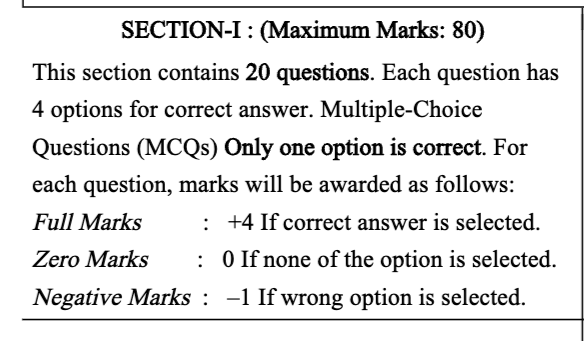 SECTION-I : (Maximum Marks: 80)
This section contains 20 questions. Each question has
4 options for correct answer. Multiple-Choice
Questions (MCQs) Only one option is correct. For
each question, marks will be awarded as follows:
Full Marks : +4 If correct answer is selected.
Zero Marks : 0 If none of the option is selected.
Negative Marks : –1 If wrong option is selected.